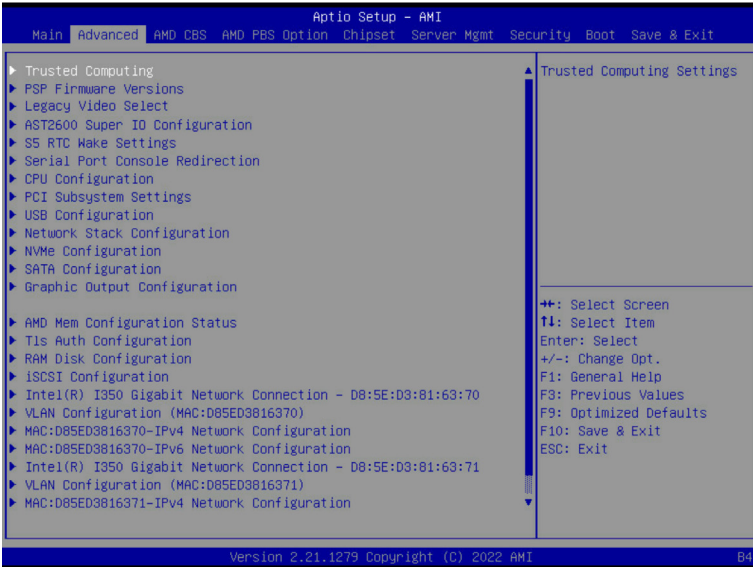 Aptio Setup – AMI
Main Advanced AMD CBS AMD PBS Option Chipset Server Mgmt Security Boot Save & Exit
Trusted Computing
PSP Firmware Versions
Legacy Video Select
AST2600 Super IO Configuration
S5 RTC Wake Settings
Serial Port Console Redirection
CPU Configuration
PCI Subsystem Settings
USB Configuration
Network Stack Configuration
NVMe Configuration
SATA Configuration
Graphic Output Configuration
AMD Mem Configuration Status
Tls Auth Configuration
RAM Disk Configuration
iSCSI Configuration
Intel(R) I350 Gigabit Network Connection – D8:5E:D3:81:63:70
VLAN Configuration (MAC:D85ED3816370)
MAC:D85ED3816370-IPv4 Network Configuration
MAC:D85ED3816370-IPv6 Network Configuration
Intel(R) I350 Gigabit Network Connection – D8:5E:D3:81:63:71
VLAN Configuration (MAC:D85ED3816371)
MAC:D85ED3816371-IPv4 Network Configuration
Trusted Computing Settings
→←: Select Screen
↑↓: Select Item
Enter: Select
+/-: Change Opt.
F1: General Help
F3: Previous Values
F9: Optimized Defaults
F10: Save & Exit
ESC: Exit
Version 2.21.1279 Copyright (C) 2022 AMI
B4